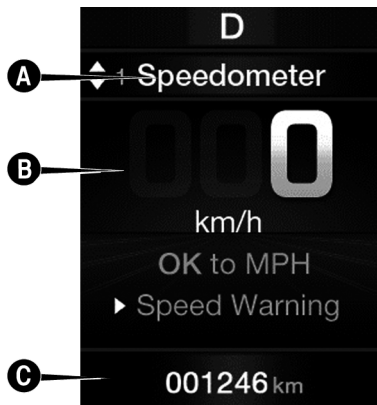 D
A 1 Speedometer
B 0
km/h
OK to MPH
Speed Warning
C 001246 km